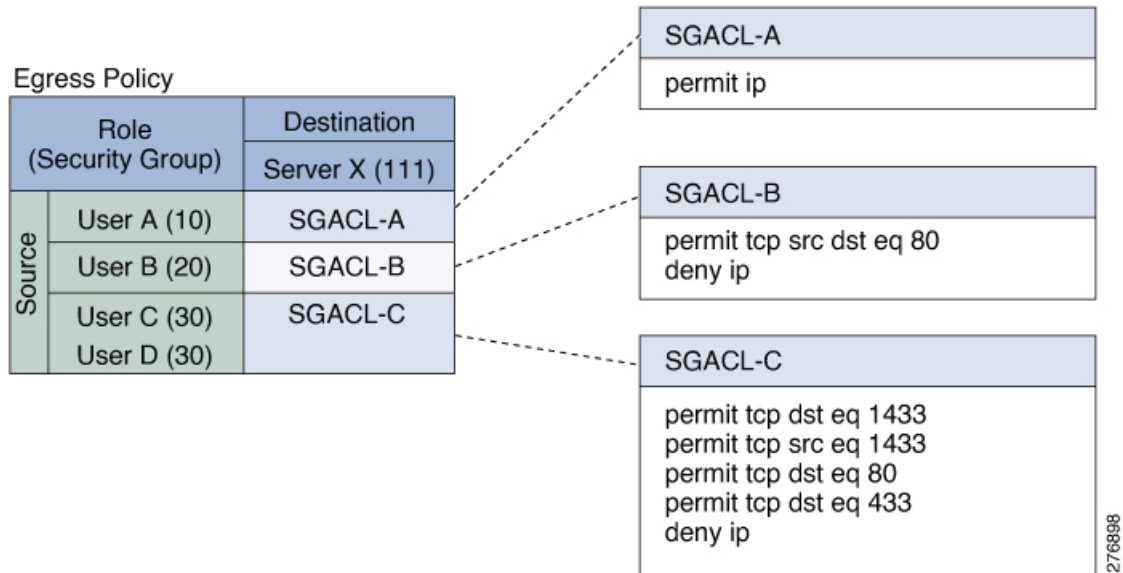 Egress Policy
Role
(Security Group)
Destination
Server X (111)
Source
User A (10)
SGACL-A
User B (20)
SGACL-B
User C (30)
SGACL-C
User D (30)
SGACL-A
permit ip
SGACL-B
permit tcp src dst eq 80
deny ip
SGACL-C
permit tcp dst eq 1433
permit tcp src eq 1433
permit tcp dst eq 80
permit tcp dst eq 433
deny ip
276898